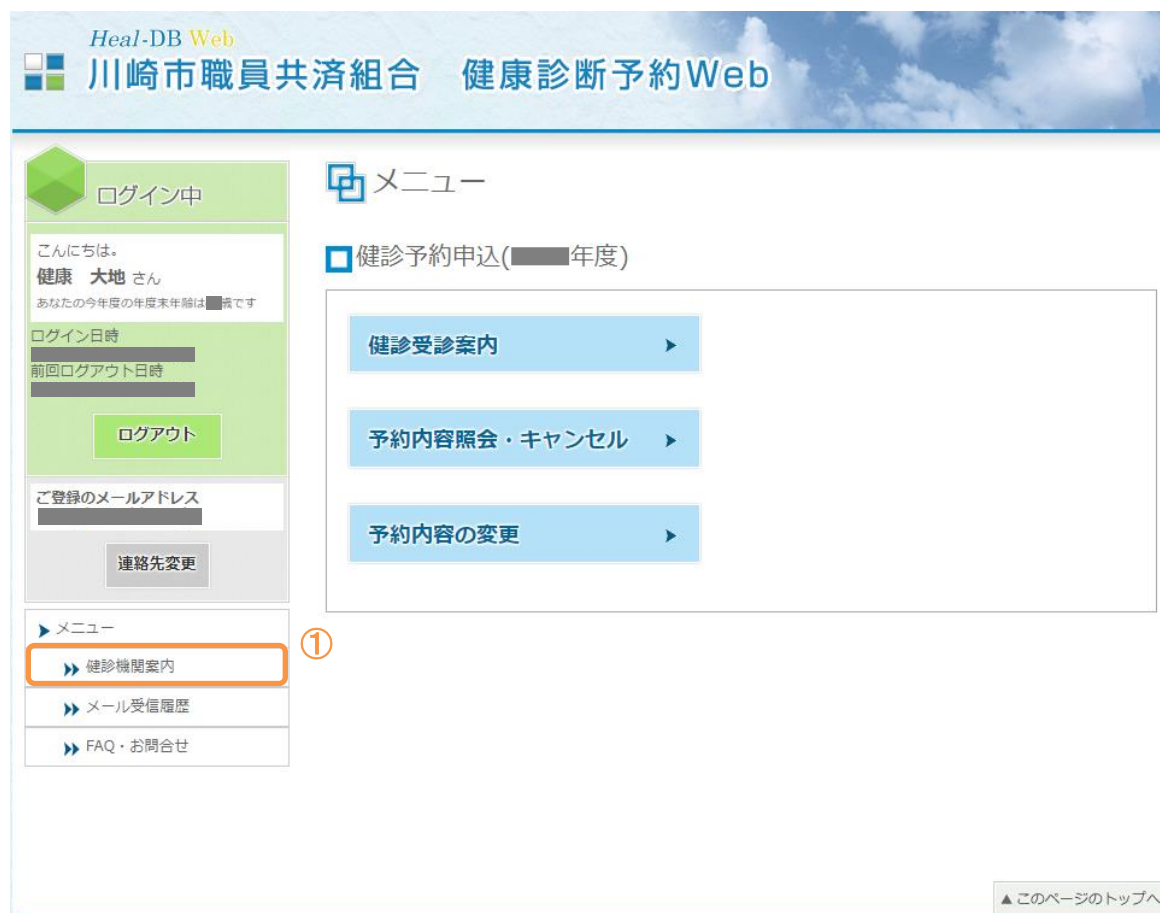 Heal-DB Web
川崎市職員共済組合 健康診断予約Web
ログイン中
こんにちは。
健康 大地 さん
あなたの今年度の年度末年齢は 歳です
ログイン日時
前回ログアウト日時
ログアウト
ご登録のメールアドレス
連絡先変更
メニュー
健診機関案内
①
メール受信履歴
FAQ・お問合せ
メニュー
健診予約申込( 年度)
健診受診案内
予約内容照会・キャンセル
予約内容の変更
▲このページのトップへ